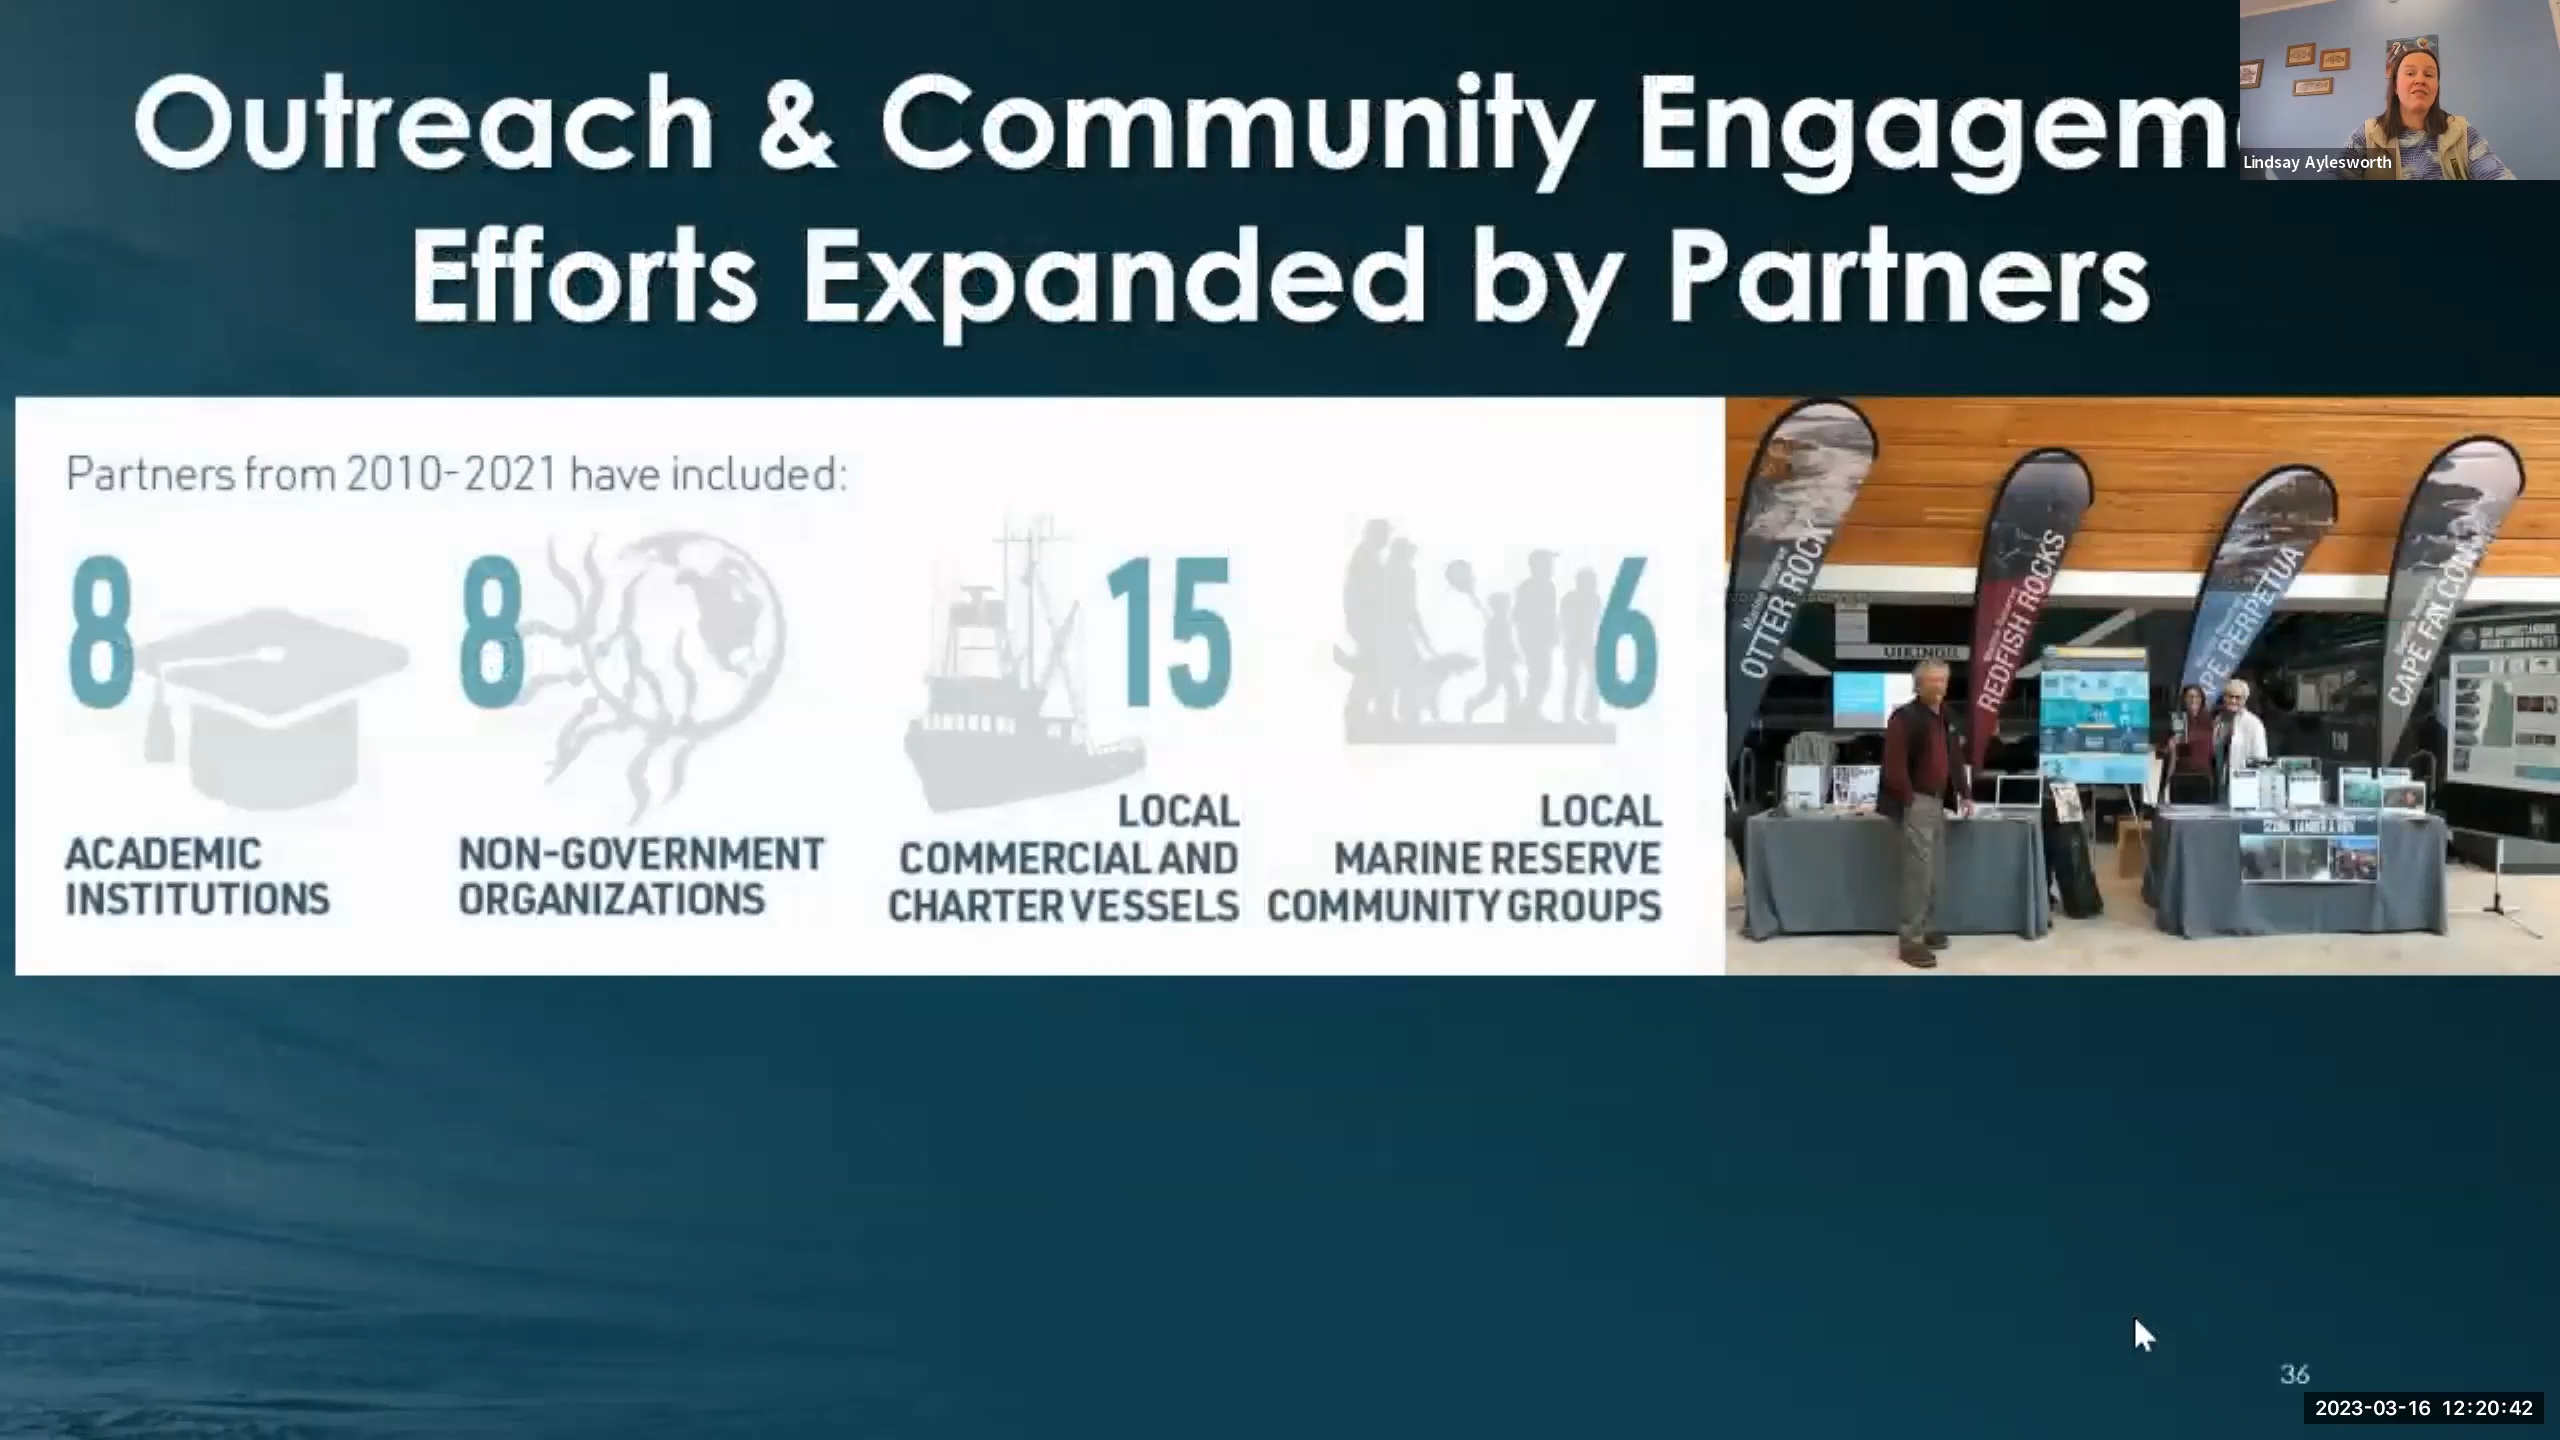 Outreach & Community Engagem
Efforts Expanded by Partners
Lindsay Aylesworth
Partners from 2010-2021 have included:
8
ACADEMIC
INSTITUTIONS
8
NON-GOVERNMENT
ORGANIZATIONS
15
LOCAL
COMMERCIAL AND
CHARTER VESSELS
6
LOCAL
MARINE RESERVE
COMMUNITY GROUPS
OTTER ROCK
REDFISH ROCKS
PE PERPETUA
CAPE FALCON
VIKINGS
36
2023-03-16 12:20:42